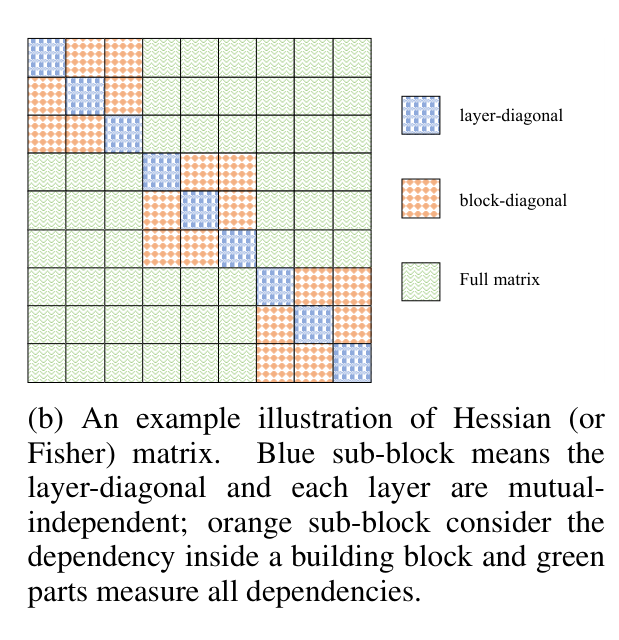 layer-diagonal
block-diagonal
Full matrix
(b) An example illustration of Hessian (or
Fisher) matrix. Blue sub-block means the
layer-diagonal and each layer are mutual-
independent; orange sub-block consider the
dependency inside a building block and green
parts measure all dependencies.